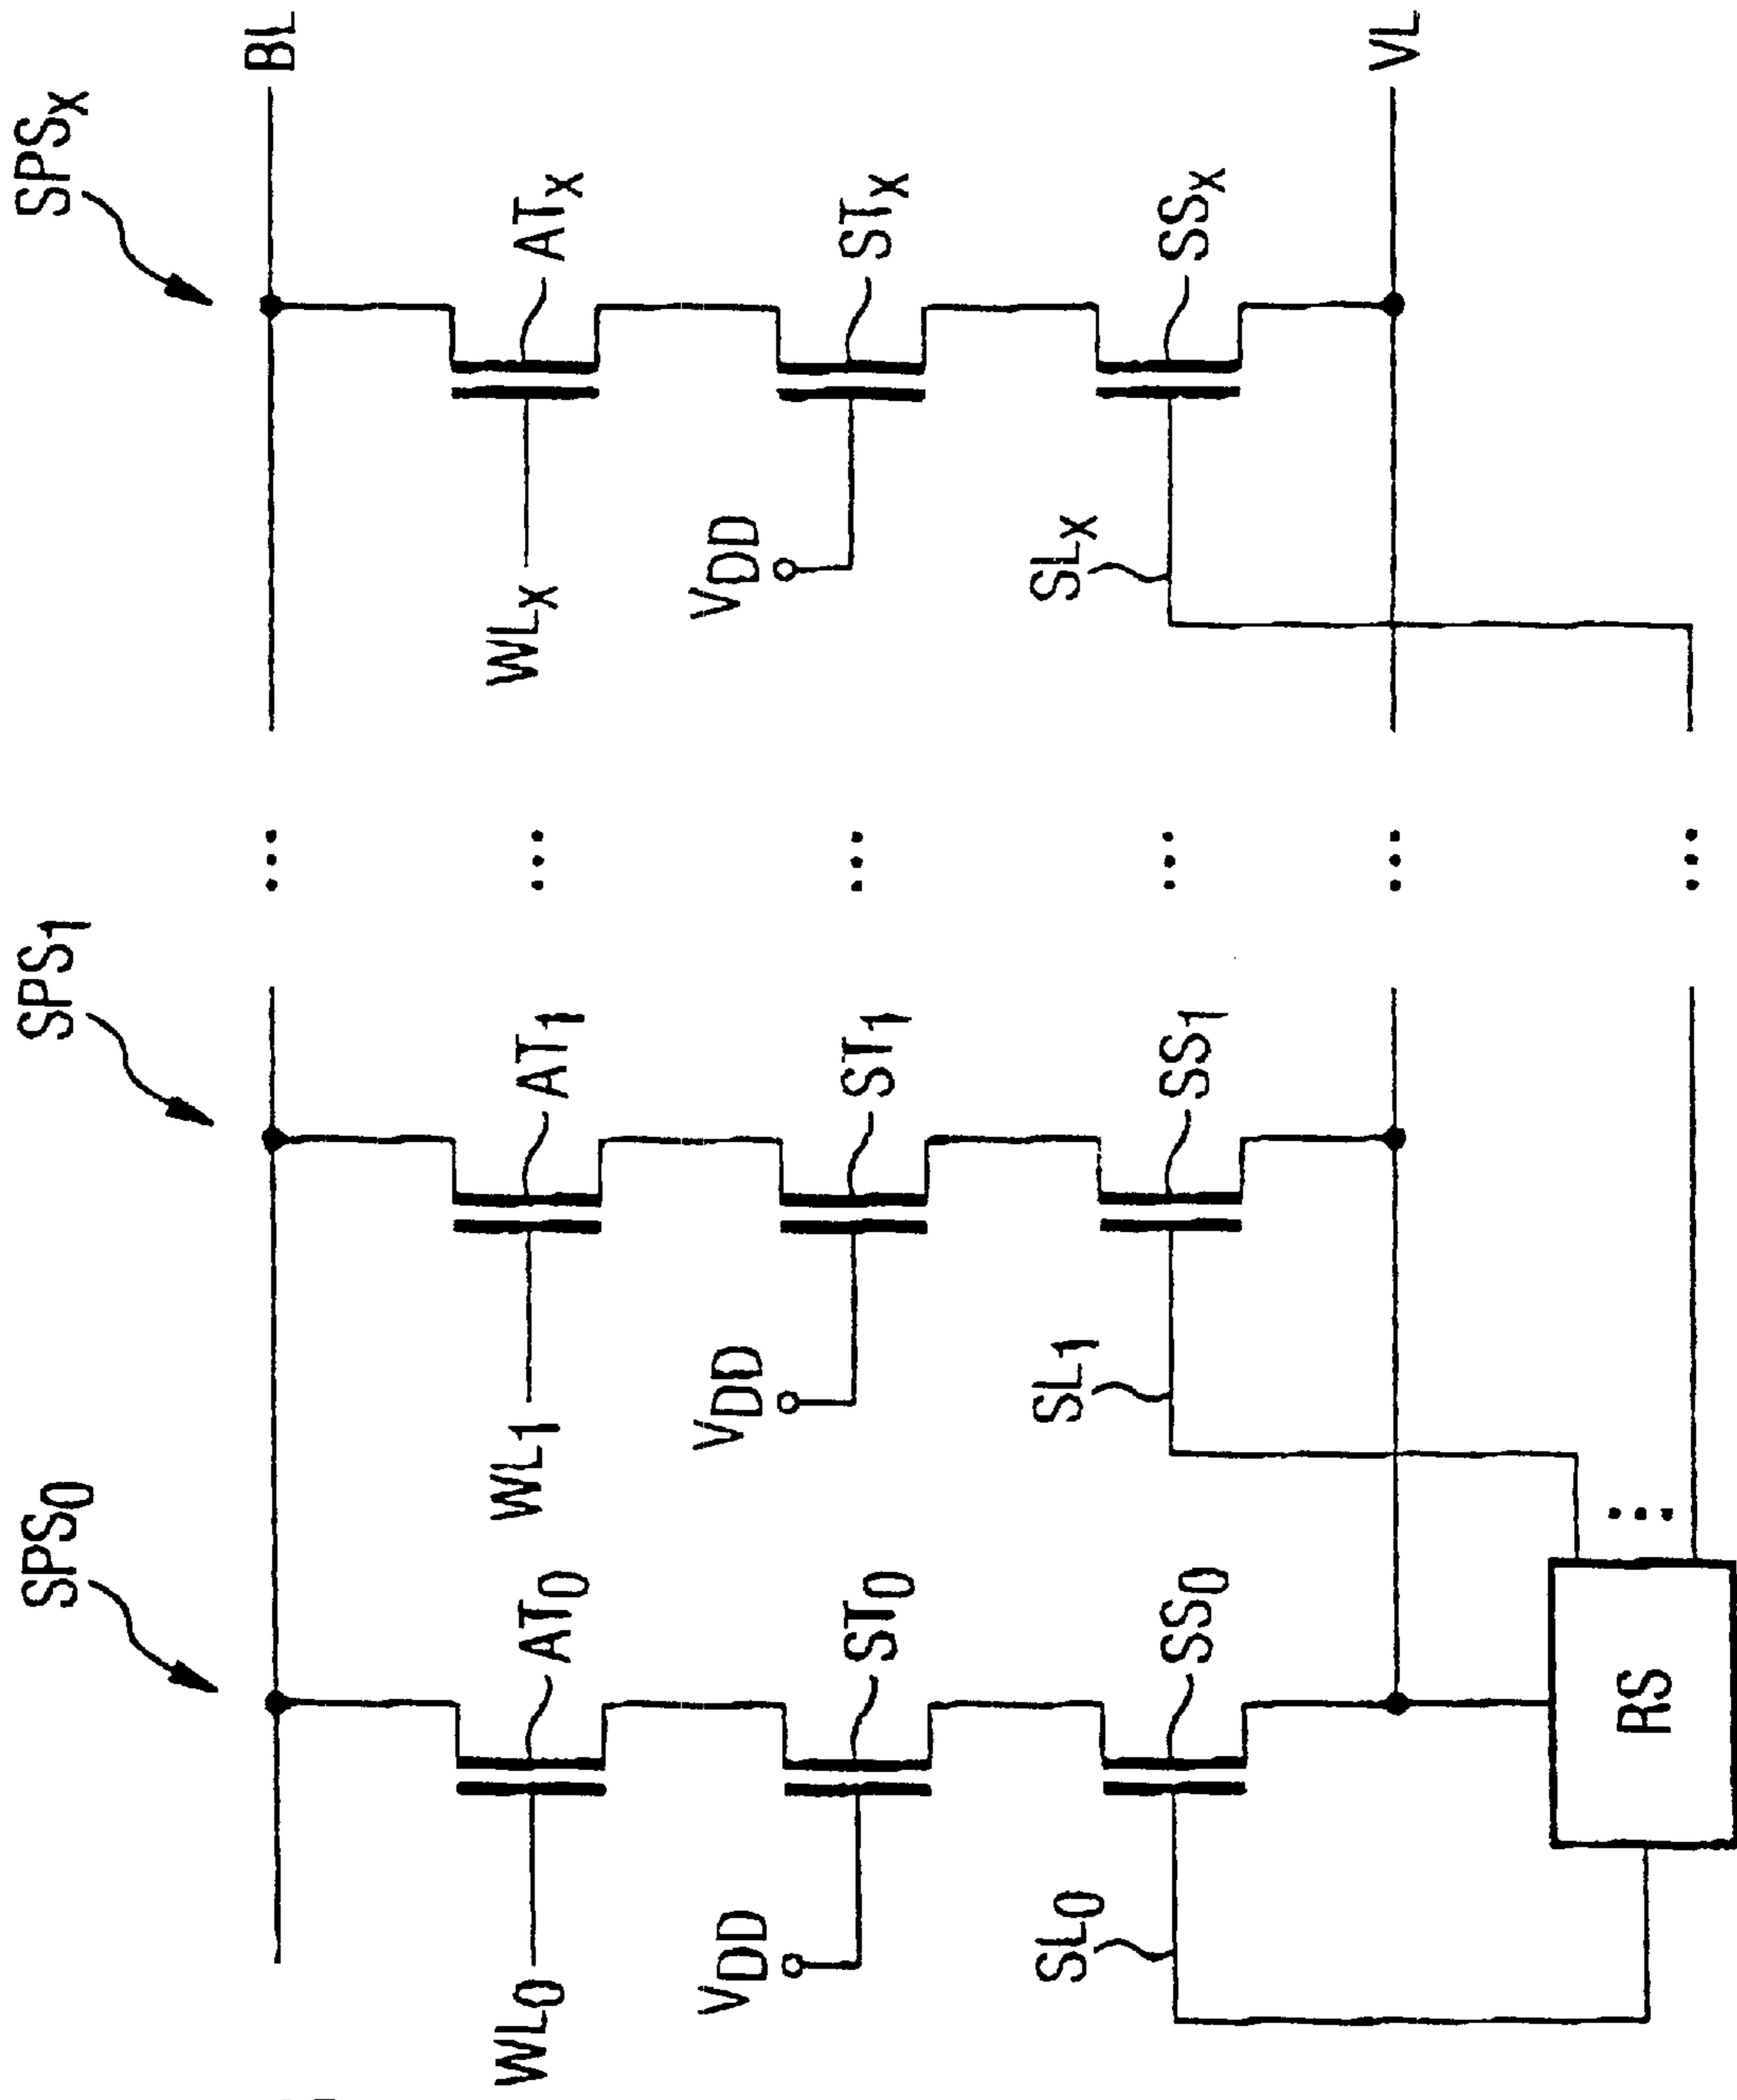 SPS0
SPS1
SPSX
BL
AT0
AT1
ATX
WL0
WL1
WLX
ST0
ST1
STX
VDD
VDD
VDD
SS0
SS1
SSX
SL0
SL1
SLX
VL
RS